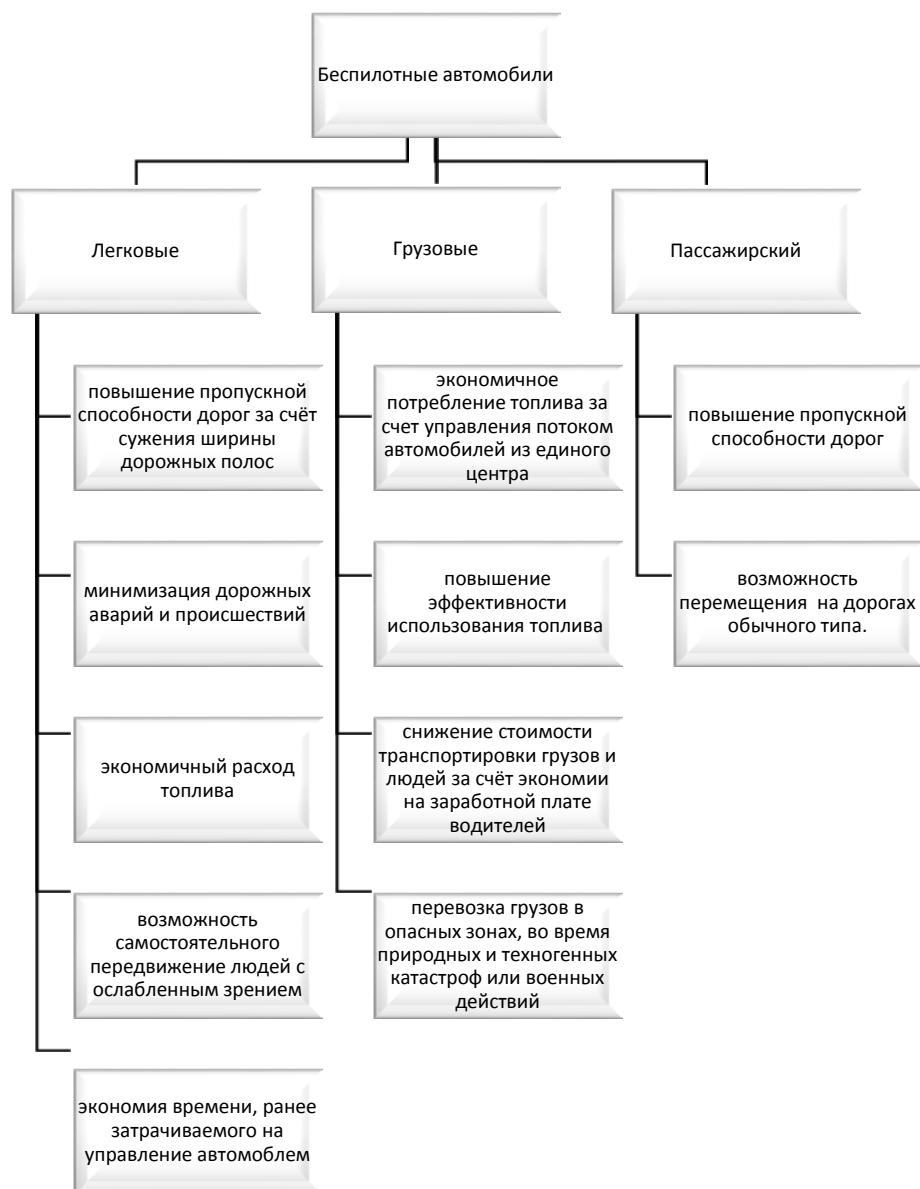 Беспилотные автомобили
Легковые
повышение пропускной
способности дорог за счёт
сужения ширины
дорожных полос
минимизация дорожных
аварий и происшествий
экономичный расход
топлива
возможность
самостоятельного
передвижение людей с
ослабленным зрением
экономия времени, ранее
затрачиваемого на
управление автомоблем
Грузовые
экономичное
потребление топлива за
счет управления потоком
автомобилей из единого
центра
повышение
эффективности
использования топлива
снижение стоимости
транспортировки грузов и
людей за счёт экономии
на заработной плате
водителей
перевозка грузов в
опасных зонах, во время
природных и техногенных
катастроф или военных
действий
Пассажирский
повышение пропускной
способности дорог
возможность
перемещения  на дорогах
обычного типа.